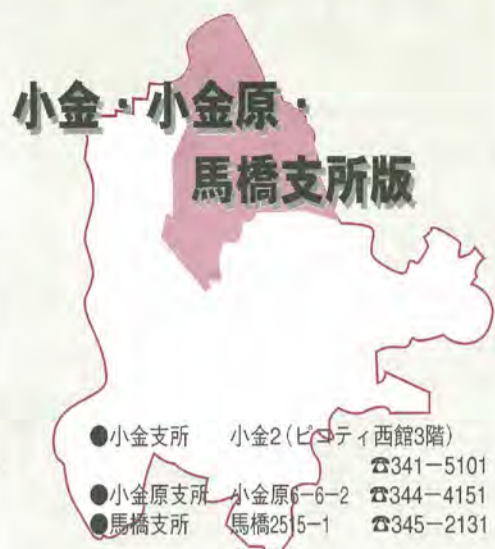 小金・小金原・
馬橋支所版
●小金支所　小金2(ピコティ西館3階)
☎341−5101
●小金原支所　小金原6−6−2　☎344−4151
●馬橋支所　馬橋2515−1　☎345−2131